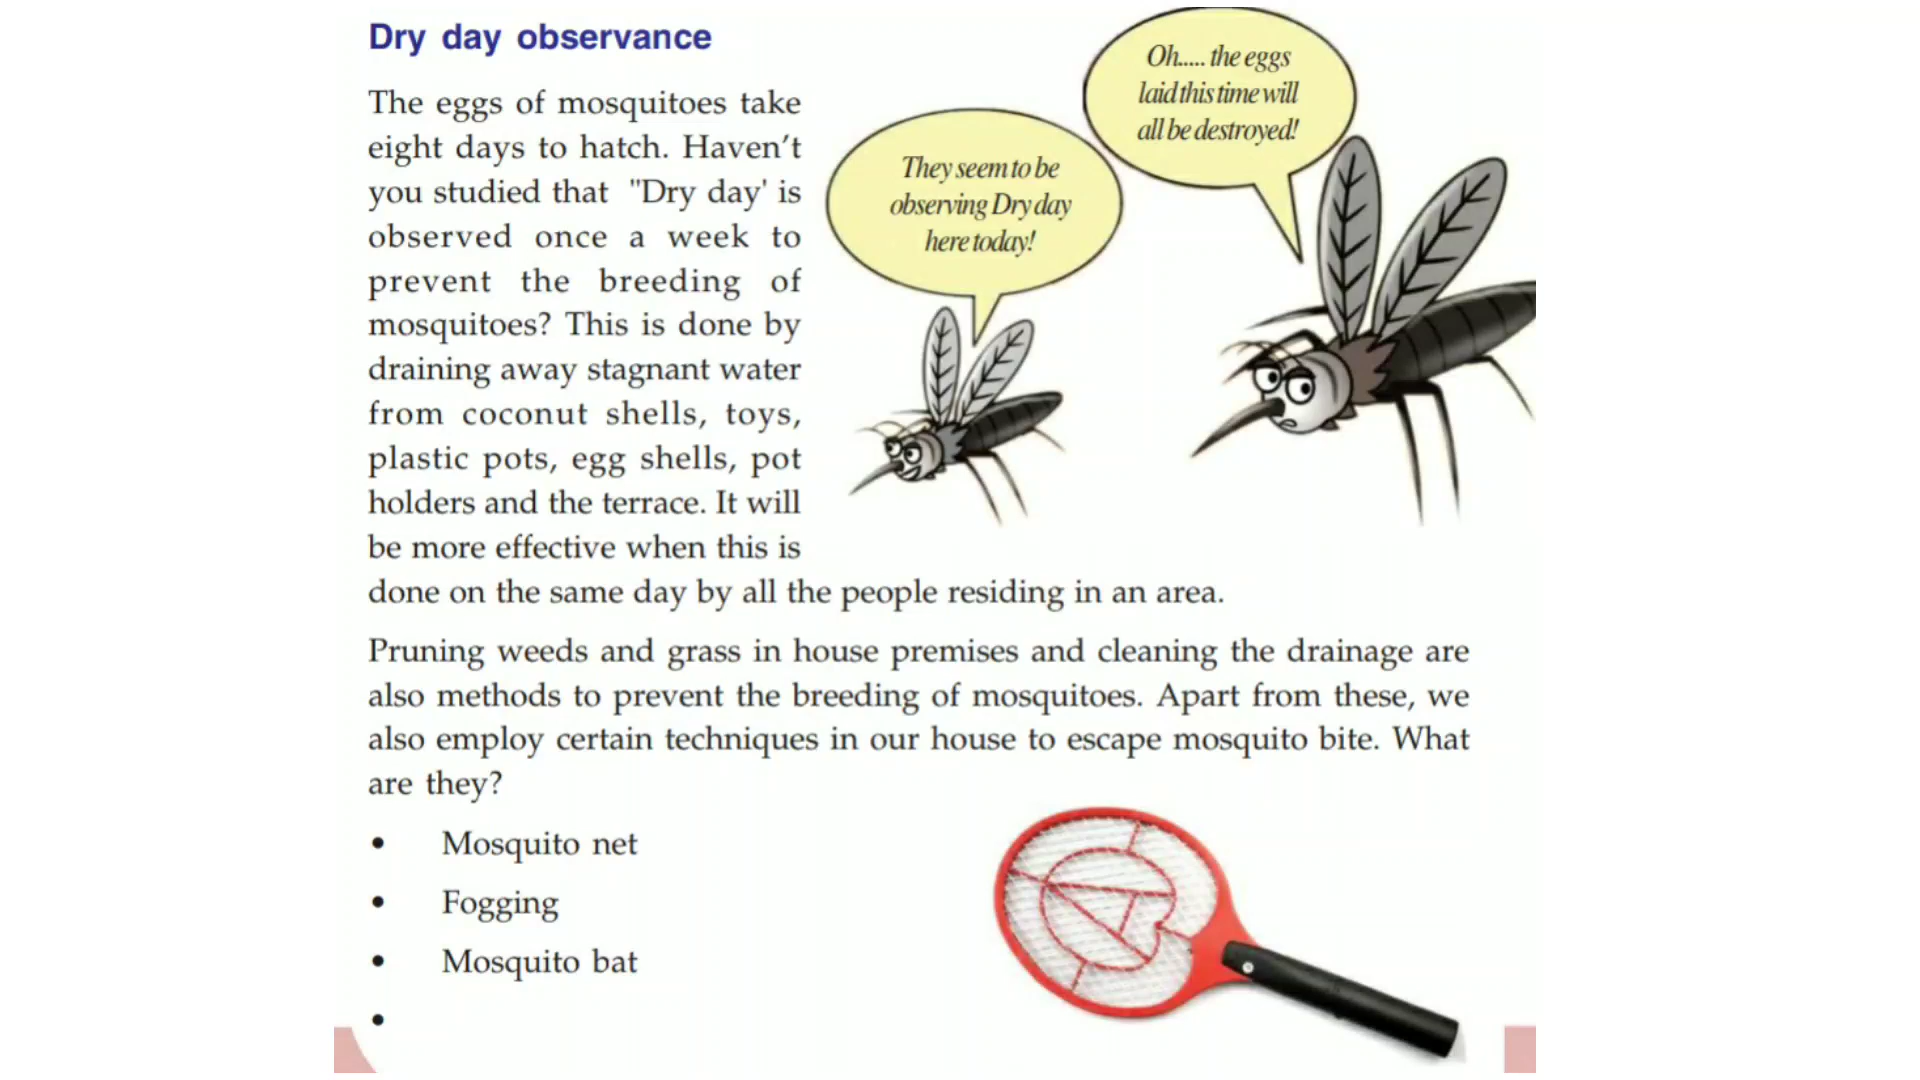 Dry day observance
The eggs of mosquitoes take
eight days to hatch. Haven't
you studied that "Dry day' is
observed once a week to
prevent the breeding of
mosquitoes? This is done by
draining away stagnant water
from coconut shells, toys,
plastic pots, egg shells, pot
holders and the terrace. It will
be more effective when this is
done on the same day by all the people residing in an area.
They seem to be
observing Dry day
here today!
Oh..... the eggs
laid this time will
all be destroyed!
Pruning weeds and grass in house premises and cleaning the drainage are
also methods to prevent the breeding of mosquitoes. Apart from these, we
also employ certain techniques in our house to escape mosquito bite. What
are they?
• Mosquito net
• Fogging
• Mosquito bat
•